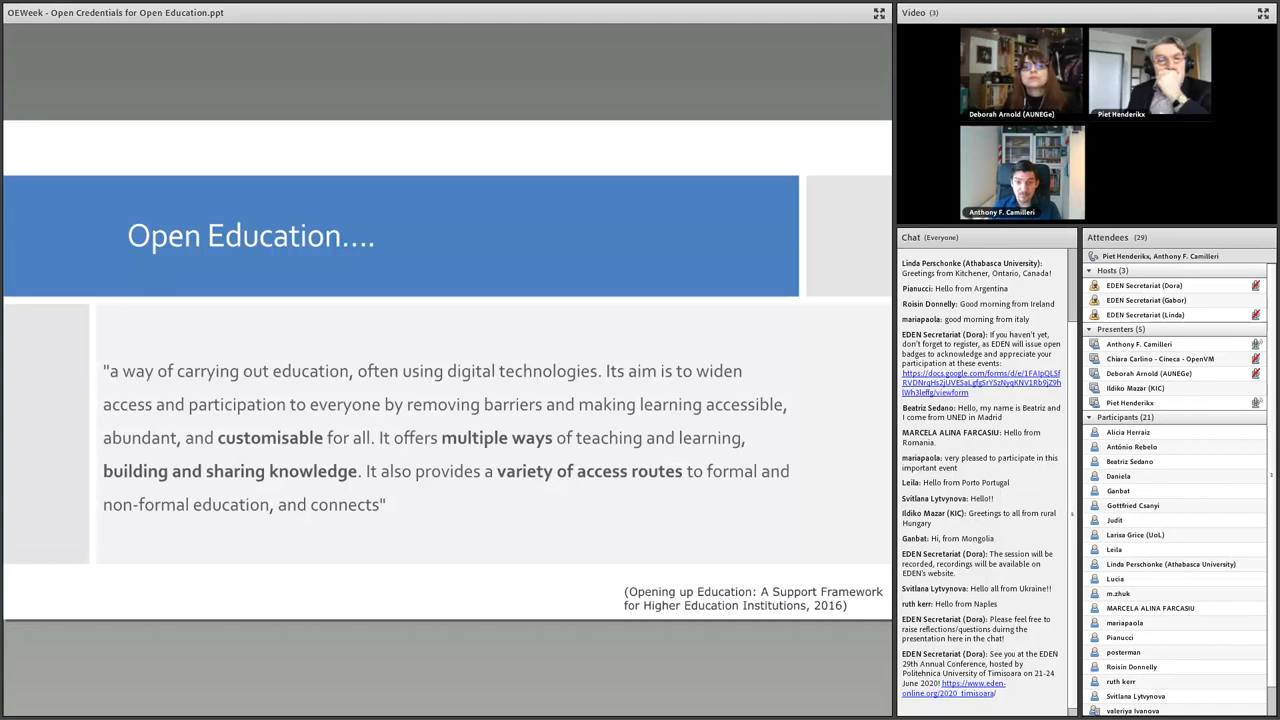 OEWeek - Open Credentials for Open Education.ppt
Open Education....
"a way of carrying out education, often using digital technologies. Its aim is to widen
access and participation to everyone by removing barriers and making learning accessible,
abundant, and customisable for all. It offers multiple ways of teaching and learning,
building and sharing knowledge. It also provides a variety of access routes to formal and
non-formal education, and connects"
(Opening up Education: A Support Framework
for Higher Education Institutions, 2016)
Video (3)
Deborah Arnold (AUNEGe)
Piet Henderikx
Anthony F. Camilleri
Chat (Everyone)
Linda Perschonke (Athabasca University):
Greetings from Kitchener, Ontario, Canada!
Pianucci: Hello from Argentina
Roisin Donnelly: Good morning from Ireland
mariapaola: good morning from italy
EDEN Secretariat (Dora): If you haven't yet,
don't forget to register, as EDEN will issue open
badges to acknowledge and appreciate your
participation at these events:
https://docs.google.com/forms/d/e/1FAIpQLSf
Beatriz Sedano: Hello, my name is Beatriz and
I come from UNED in Madrid
MARCELA ALINA FARCASIU: Hello from
Romania.
mariapaola: very pleased to participate in this
important event
Leila: Hello from Porto Portugal
Svitlana Lytvynova: Hello!!
Ildiko Mazar (KIC): Greetings to all from rural
Hungary
Ganbat: Hi, from Mongolia
EDEN Secretariat (Dora): The session will be
recorded, recordings will be available on
EDEN's website.
Svitlana Lytvynova: Hello all from Ukraine!!
ruth kerr: Hello from Naples
EDEN Secretariat (Dora): Please feel free to
raise reflections/questions duirng the
presentation here in the chat!
EDEN Secretariat (Dora): See you at the EDEN
29th Annual Conference, hosted by
Politehnica University of Timisoara on 21-24
June 2020! https://www.eden-
online.org/2020_timisoara/
Attendees (29)
Piet Henderikx, Anthony F. Camilleri
Hosts (3)
EDEN Secretariat (Dora)
EDEN Secretariat (Gabor)
EDEN Secretariat (Linda)
Presenters (5)
Anthony F. Camilleri
Chiara Carlino - Cineca - OpenVM
Deborah Arnold (AUNEGe)
Ildiko Mazar (KIC)
Piet Henderikx
Participants (21)
Alicia Herraiz
António Rebelo
Beatriz Sedano
Daniela
Ganbat
Gottfried Csanyi
Judit
Larisa Grice (UoL)
Leila
Linda Perschonke (Athabasca University)
Lucia
m.zhuk
MARCELA ALINA FARCASIU
mariapaola
Pianucci
posterman
Roisin Donnelly
ruth kerr
Svitlana Lytvynova
valeriya Ivanova